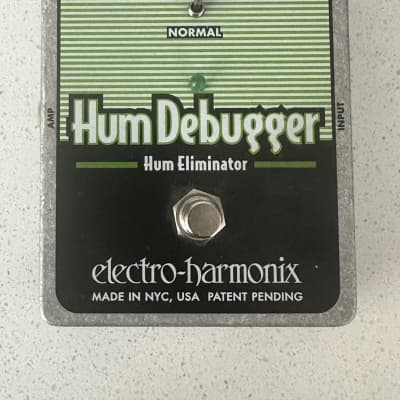 NORMAL
AMP
INPUT
Hum Debugger
Hum Eliminator
electro-harmonix
MADE IN NYC, USA PATENT PENDING